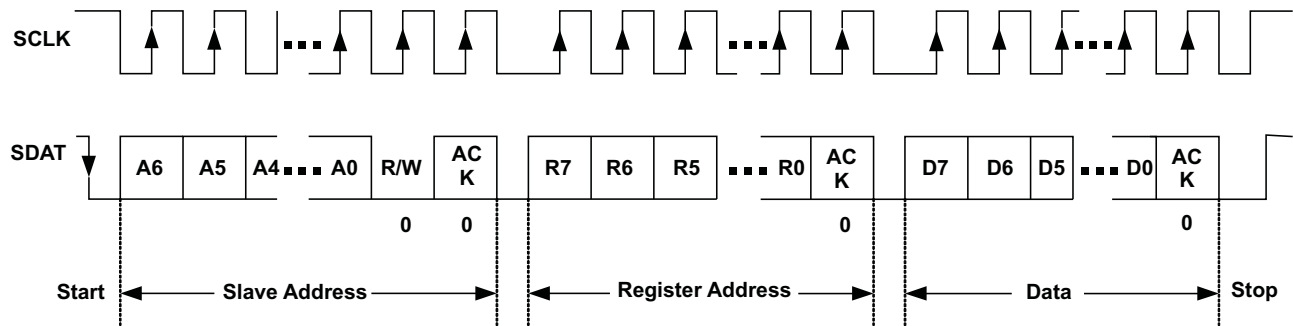 SCLK
SDAT
A6 A5 A4 A0 R/W AC K R7 R6 R5 R0 AC K D7 D6 D5 D0 AC K
0 0 0 0
Start Slave Address Register Address Data Stop